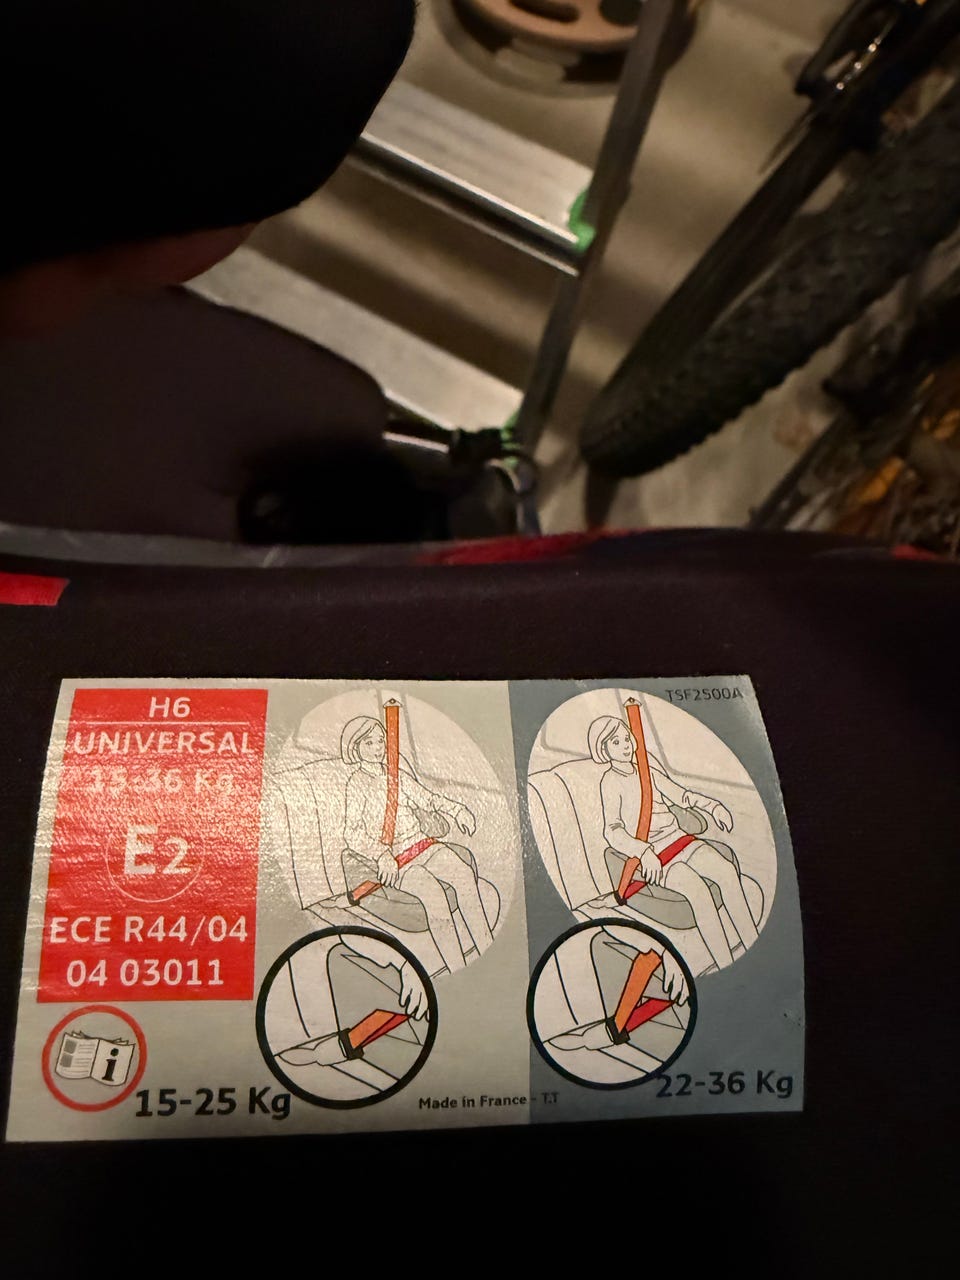 H6
UNIVERSAL
15-36 Kg
E2
ECE R44/04
04 03011
i
15-25 Kg
Made in France - T.T
TSF2500A
22-36 Kg